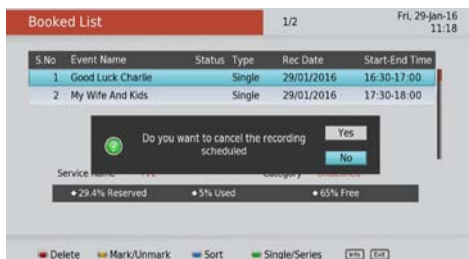 Booked List 1/2 Fri, 29-Jan-16
11:18
S.No Event Name Status Type Rec Date Start-End Time
1 Good Luck Charlie Single 29/01/2016 16:30-17:00
2 My Wife And Kids Single 29/01/2016 17:30-18:00
Do you want to cancel the recording scheduled
Yes
No
Service
29.4% Reserved 5% Used 65% Free
Delete Mark/Unmark Sort Single/Series Info Exit